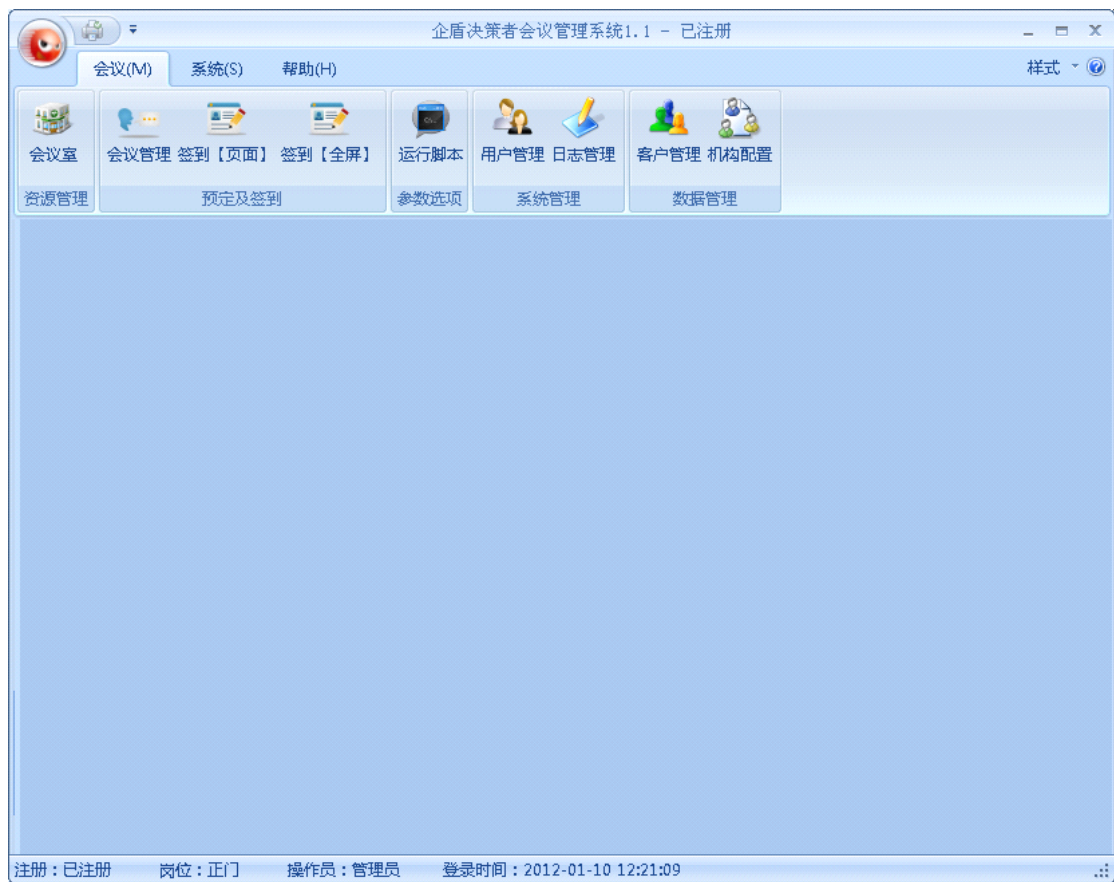 企盾决策者会议管理系统1.1 - 已注册
会议(M) 系统(S) 帮助(H) 样式
会议室 会议管理 签到【页面】 签到【全屏】 运行脚本 用户管理 日志管理 客户管理 机构配置
资源管理 预定及签到 参数选项 系统管理 数据管理
注册：已注册 岗位：正门 操作员：管理员 登录时间：2012-01-10 12:21:09